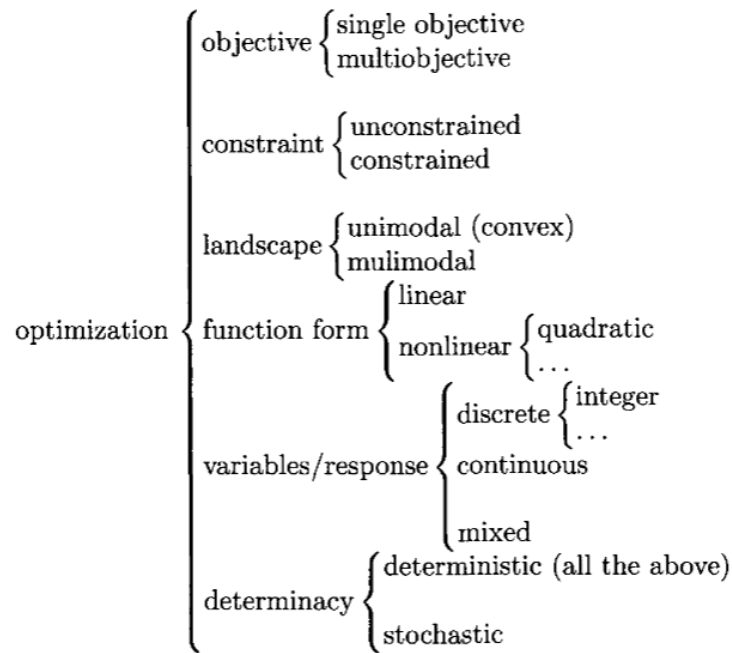 objective
single objective
multiobjective
constraint
unconstrained
constrained
landscape
unimodal (convex)
mulimodal
optimization
function form
linear
nonlinear
quadratic
...
variables/response
discrete
integer
...
continuous
mixed
determinacy
deterministic (all the above)
stochastic